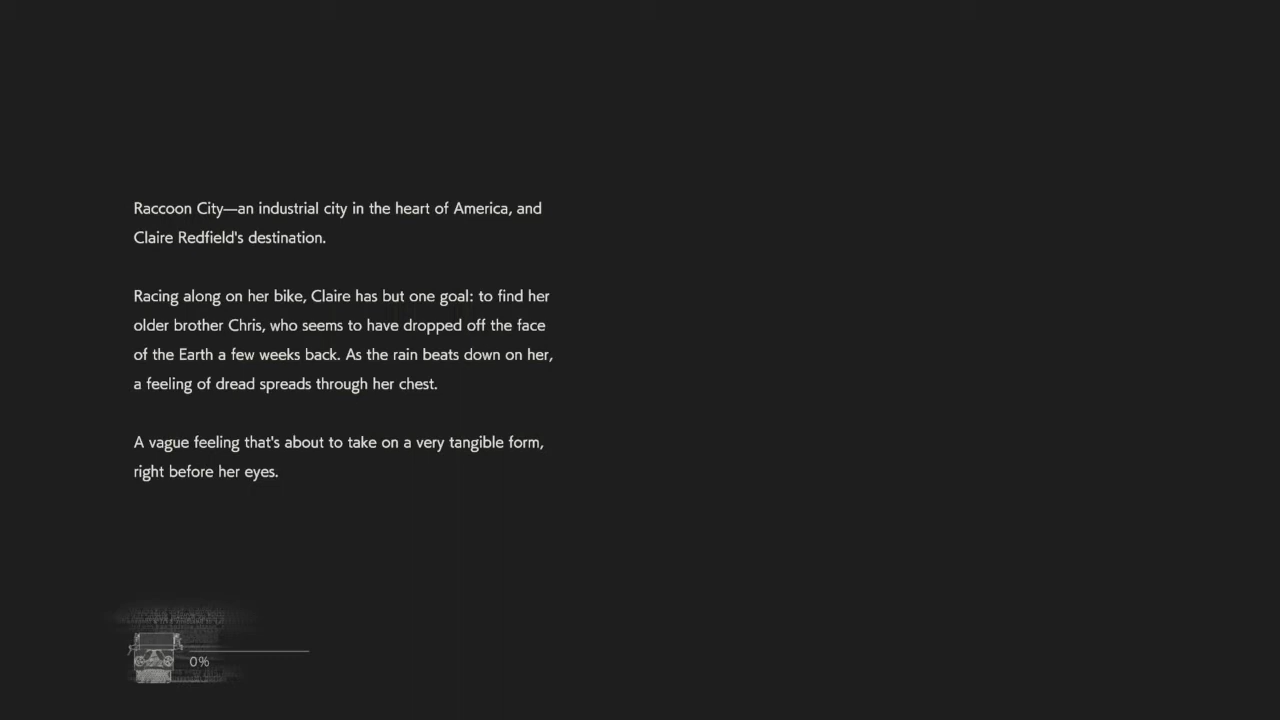 Raccoon City—an industrial city in the heart of America, and
Claire Redfield's destination.
Racing along on her bike, Claire has but one goal: to find her
older brother Chris, who seems to have dropped off the face
of the Earth a few weeks back. As the rain beats down on her,
a feeling of dread spreads through her chest.
A vague feeling that's about to take on a very tangible form,
right before her eyes.
0%